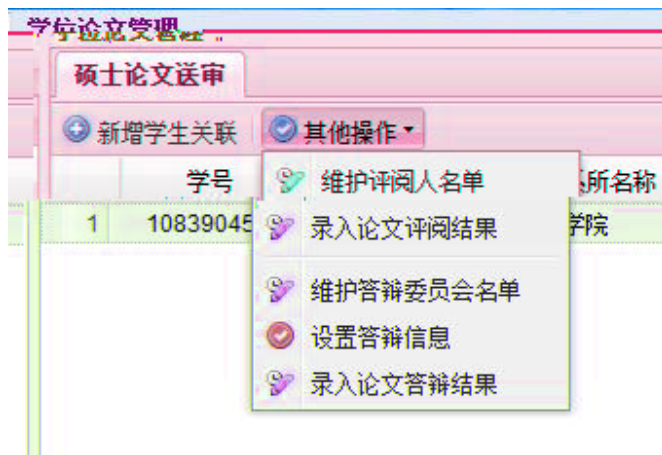 学位论文管理
硕士论文送审
新增学生关联 其他操作
学号 所名称
1 10839045 学院
维护评阅人名单
录入论文评阅结果
维护答辩委员会名单
设置答辩信息
录入论文答辩结果